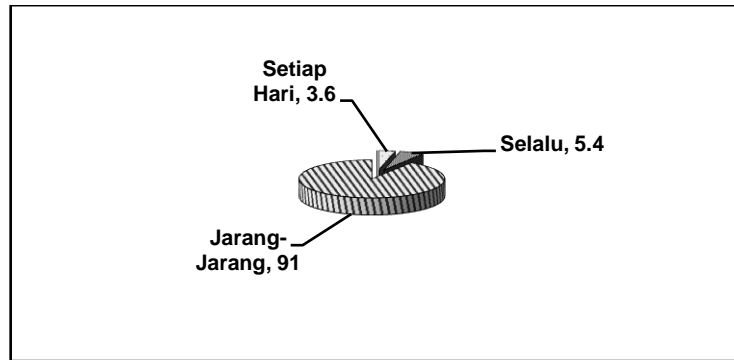 Setiap
Hari, 3.6
Selalu, 5.4
Jarang-
Jarang, 91